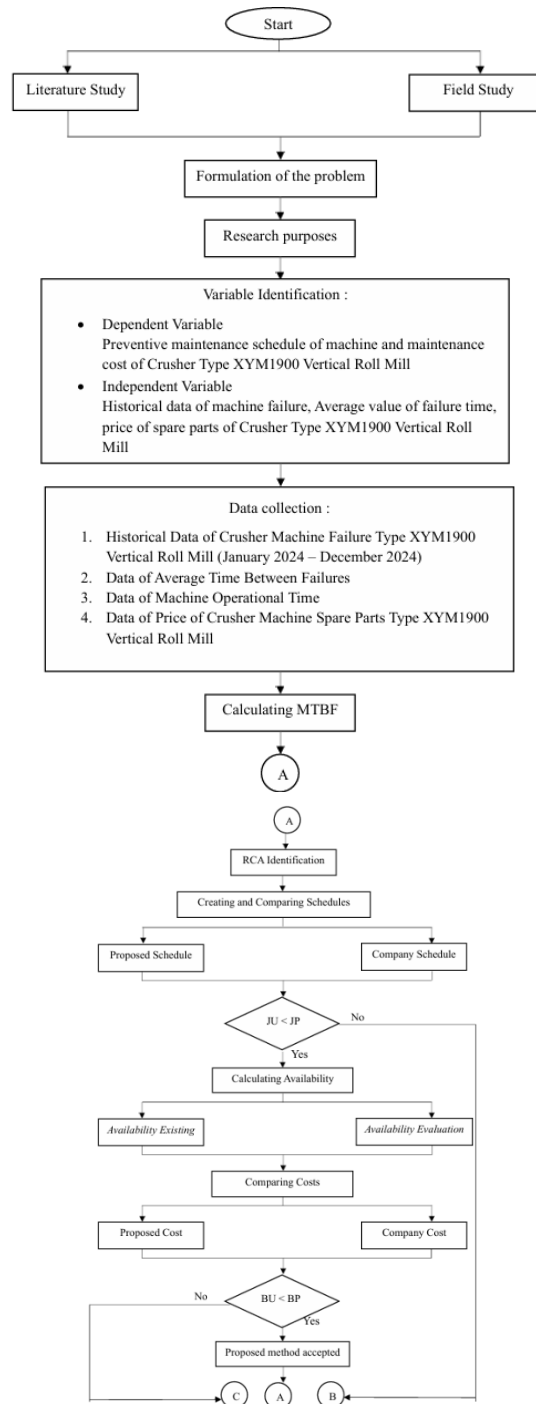 Start
Literature Study
Field Study
Formulation of the problem
Research purposes
Variable Identification :
• Dependent Variable
Preventive maintenance schedule of machine and maintenance
cost of Crusher Type XYM1900 Vertical Roll Mill
• Independent Variable
Historical data of machine failure, Average value of failure time,
price of spare parts of Crusher Type XYM1900 Vertical Roll
Mill
Data collection :
1. Historical Data of Crusher Machine Failure Type XYM1900
Vertical Roll Mill (January 2024 – December 2024)
2. Data of Average Time Between Failures
3. Data of Machine Operational Time
4. Data of Price of Crusher Machine Spare Parts Type XYM1900
Vertical Roll Mill
Calculating MTBF
A
A
RCA Identification
Creating and Comparing Schedules
Proposed Schedule
Company Schedule
JU < JP
No
Yes
Calculating Availability
Availability Existing
Availability Evaluation
Comparing Costs
Proposed Cost
Company Cost
No
BU < BP
Yes
Proposed method accepted
C
A
B